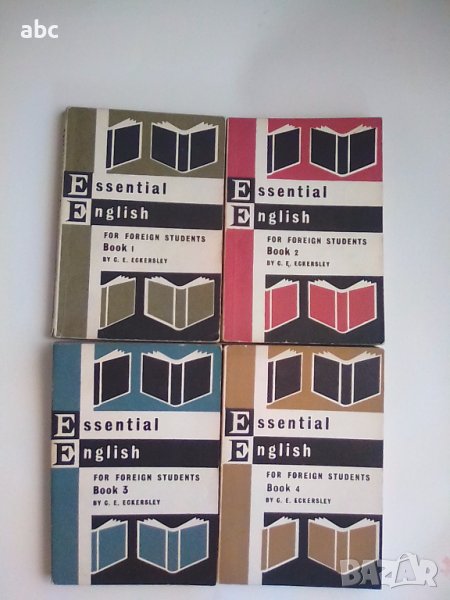 abc
Essential
English
FOR FOREIGN STUDENTS
Book 1
BY C. E. ECKERSLEY
Essential
English
FOR FOREIGN STUDENTS
Book 2
BY C. E. ECKERSLEY
Essential
English
FOR FOREIGN STUDENTS
Book 3
BY C. E. ECKERSLEY
Essential
English
FOR FOREIGN STUDENTS
Book 4
BY C. E. ECKERSLEY
BAZAR